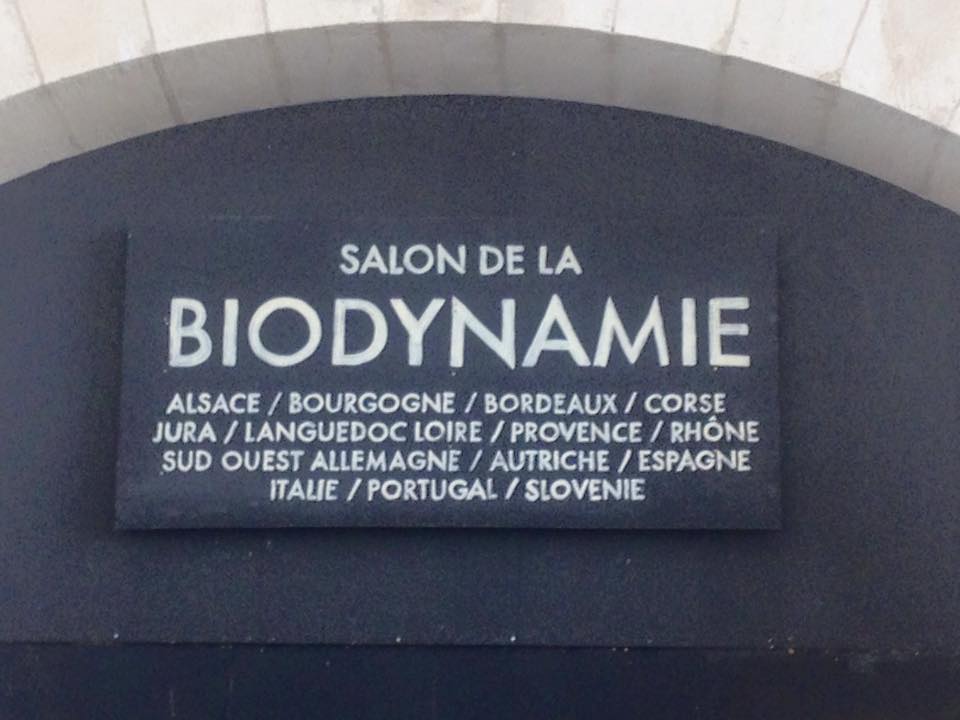 SALON DE LA
BIODYNAMIE
ALSACE / BOURGOGNE / BORDEAUX / CORSE
JURA / LANGUEDOC LOIRE / PROVENCE / RHÔNE
SUD OUEST ALLEMAGNE / AUTRICHE / ESPAGNE
ITALIE / PORTUGAL / SLOVENIE